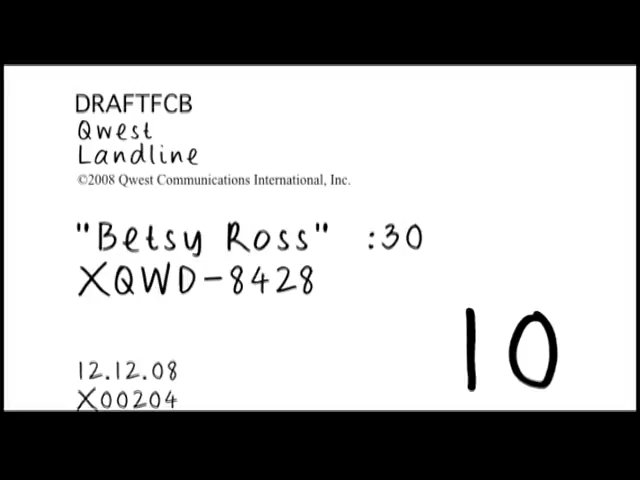 DRAFTFCB
Qwest
Landline
©2008 Qwest Communications International, Inc.
"Betsy Ross" :30
XQWD-8428
10
12.12.08
X00204